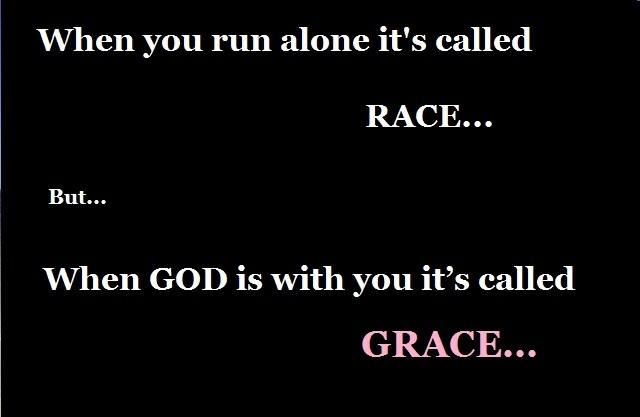 When you run alone it's called
RACE...
But...
When GOD is with you it’s called
GRACE...